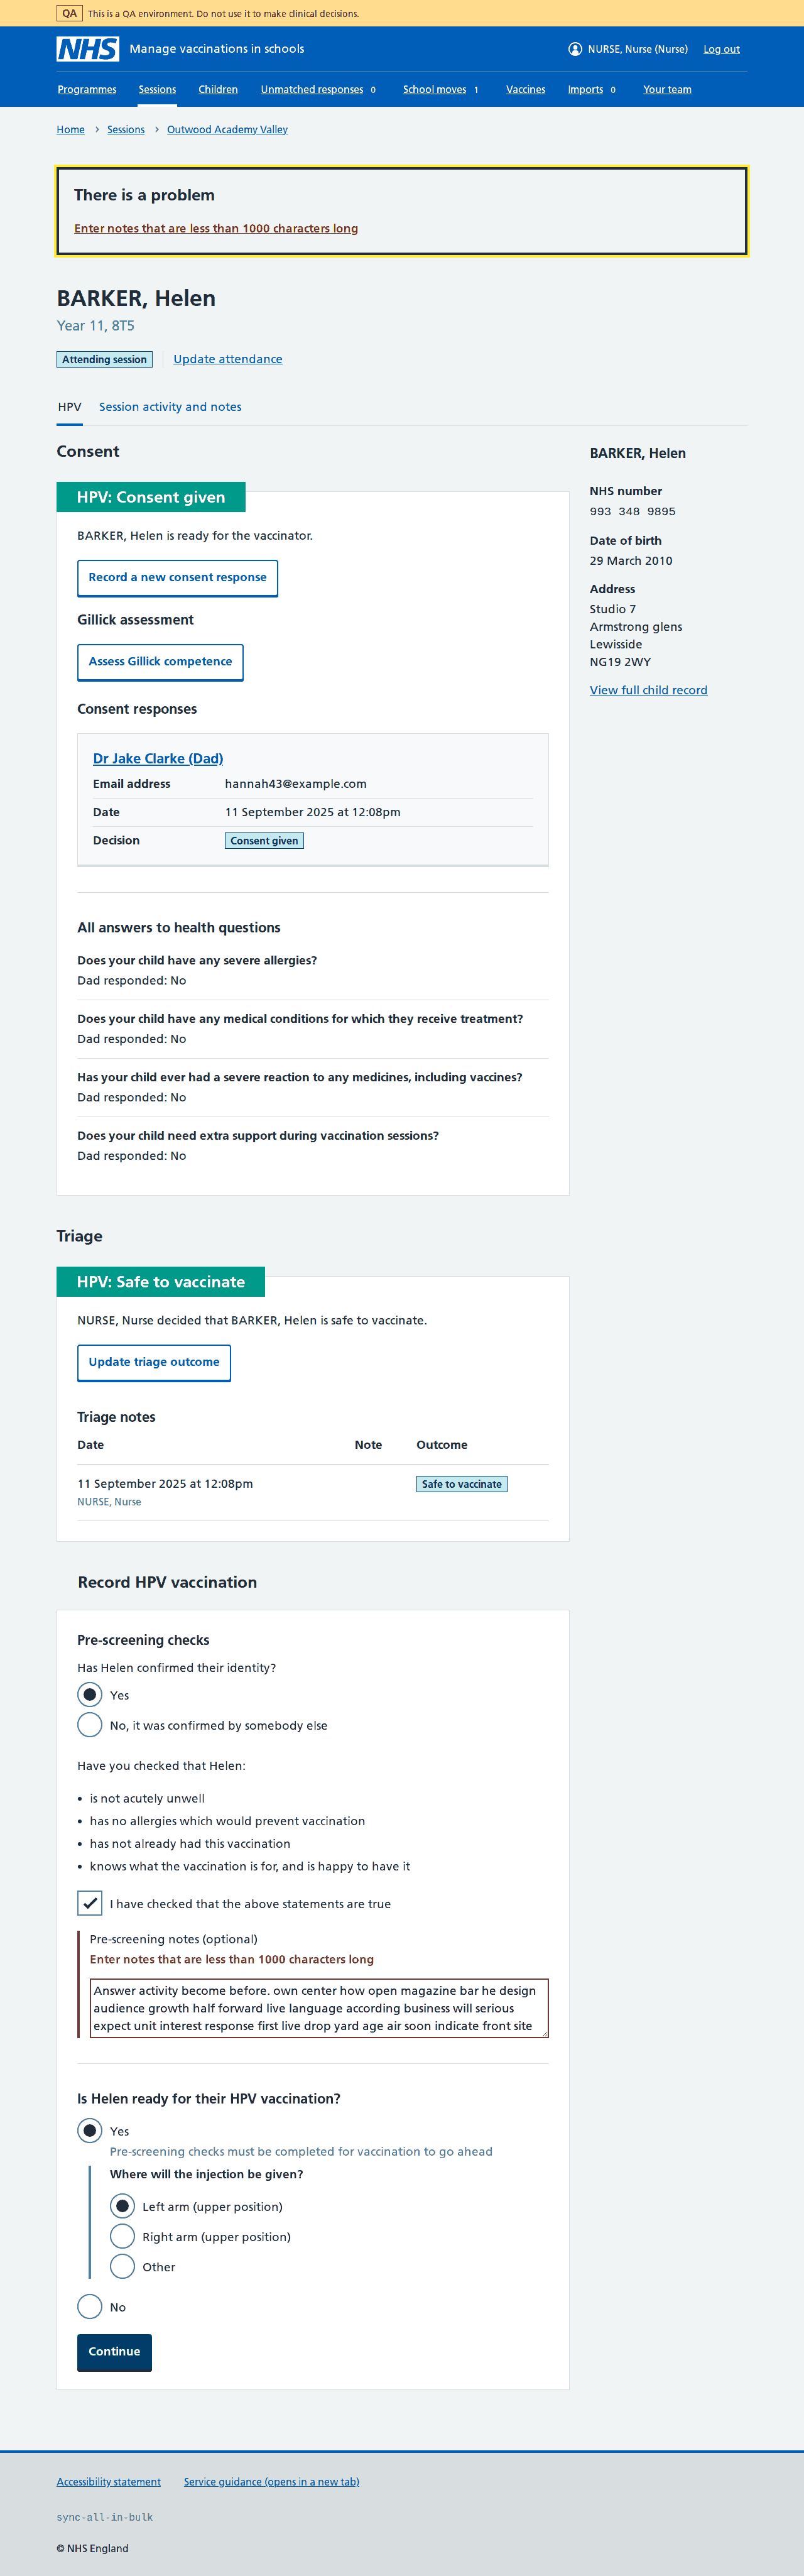 QA This is a QA environment. Do not use it to make clinical decisions.
NHS Manage vaccinations in schools NURSE, Nurse (Nurse) Log out
Programmes Sessions Children Unmatched responses 0 School moves 1 Vaccines Imports 0 Your team
Home > Sessions > Outwood Academy Valley
There is a problem
Enter notes that are less than 1000 characters long
BARKER, Helen
Year 11, 8T5
Attending session Update attendance
HPV Session activity and notes
Consent
HPV: Consent given
BARKER, Helen is ready for the vaccinator.
Record a new consent response
Gillick assessment
Assess Gillick competence
Consent responses
Dr Jake Clarke (Dad)
Email address hannah43@example.com
Date 11 September 2025 at 12:08pm
Decision Consent given
All answers to health questions
Does your child have any severe allergies?
Dad responded: No
Does your child have any medical conditions for which they receive treatment?
Dad responded: No
Has your child ever had a severe reaction to any medicines, including vaccines?
Dad responded: No
Does your child need extra support during vaccination sessions?
Dad responded: No
BARKER, Helen
NHS number
993 348 9895
Date of birth
29 March 2010
Address
Studio 7
Armstrong glens
Lewisside
NG19 2WY
View full child record
Triage
HPV: Safe to vaccinate
NURSE, Nurse decided that BARKER, Helen is safe to vaccinate.
Update triage outcome
Triage notes
Date Note Outcome
11 September 2025 at 12:08pm Safe to vaccinate
NURSE, Nurse
Record HPV vaccination
Pre-screening checks
Has Helen confirmed their identity?
Yes
No, it was confirmed by somebody else
Have you checked that Helen:
• is not acutely unwell
• has no allergies which would prevent vaccination
• has not already had this vaccination
• knows what the vaccination is for, and is happy to have it
I have checked that the above statements are true
Pre-screening notes (optional)
Enter notes that are less than 1000 characters long
Answer activity become before. own center how open magazine bar he design
audience growth half forward live language according business will serious
expect unit interest response first live drop yard age air soon indicate front site
Is Helen ready for their HPV vaccination?
Yes
Pre-screening checks must be completed for vaccination to go ahead
Where will the injection be given?
Left arm (upper position)
Right arm (upper position)
Other
No
Continue
Accessibility statement Service guidance (opens in a new tab)
sync-all-in-bulk
© NHS England